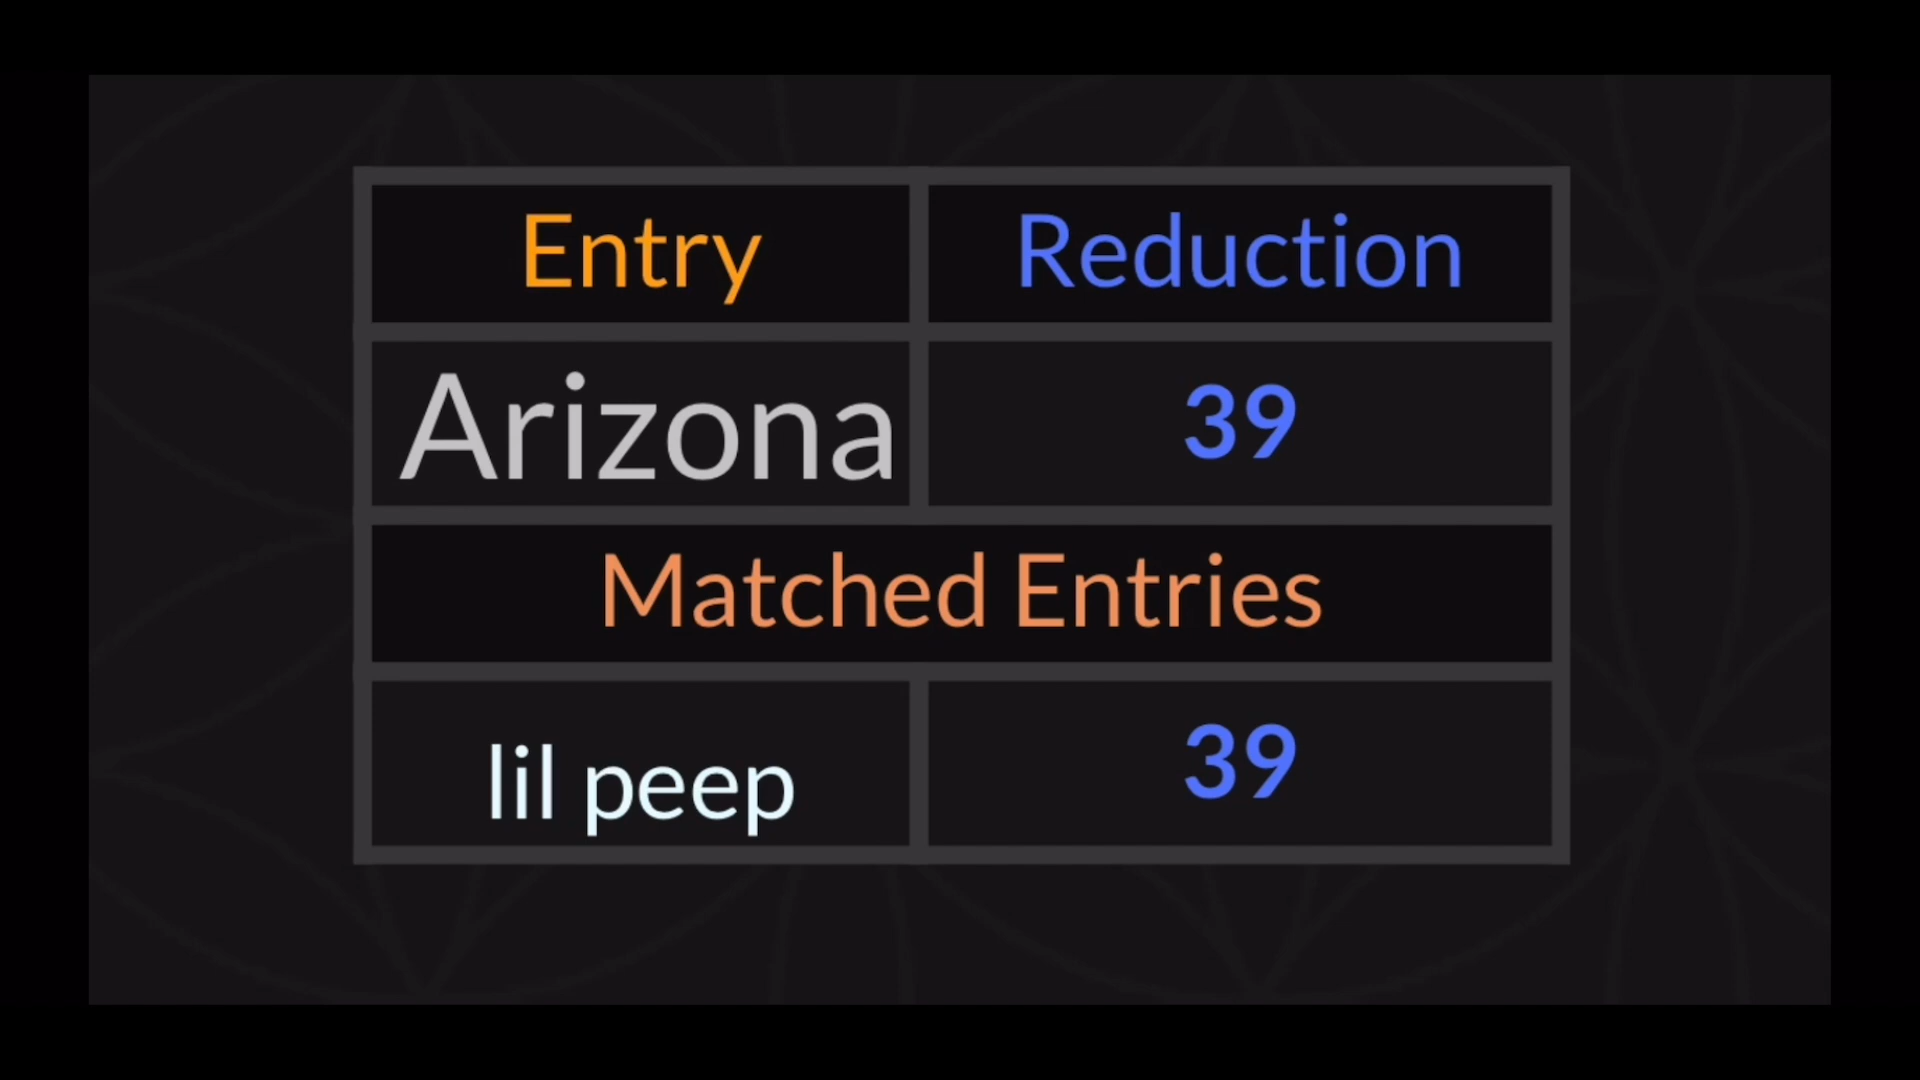 Entry Reduction
Arizona 39
Matched Entries
lil peep 39